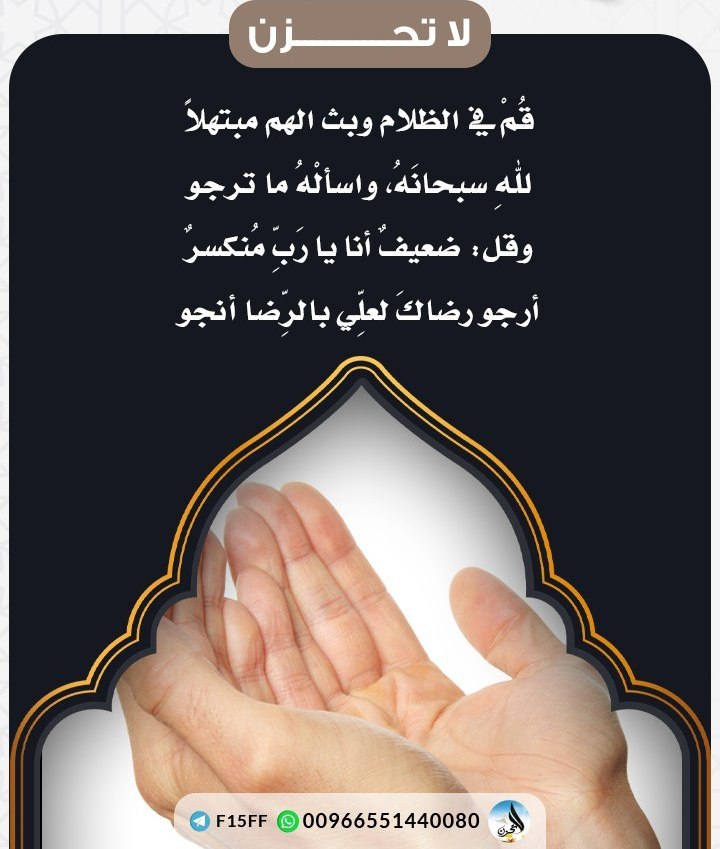 لا تحـــــــــزن
قُمْ في الظلام وبث الهم مبتهلاً
للهِ سبحانَهُ، واسألْهُ ما ترجو
وقل: ضعيفٌ أنا يا رَبِّ مُنكسرٌ
أرجو رضاكَ لعلِّي بالرِّضا أنجو
F15FF 00966551440080